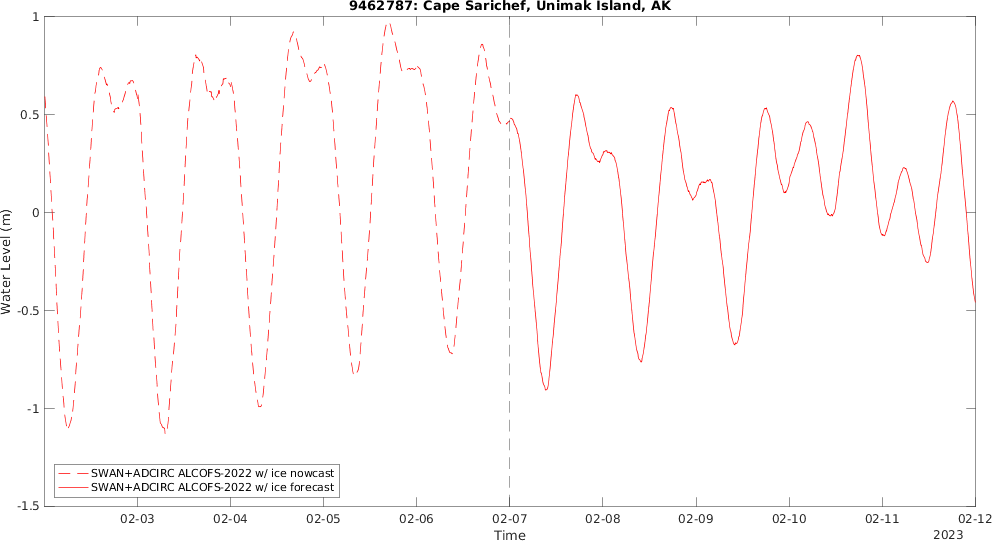 9462787: Cape Sarichef, Unimak Island, AK
1
0.5
0
-0.5
-1
-1.5
Water Level (m)
SWAN+ADCIRC ALCOFS-2022 w/ ice nowcast
SWAN+ADCIRC ALCOFS-2022 w/ ice forecast
02-03 02-04 02-05 02-06 02-07 02-08 02-09 02-10 02-11 02-12
Time
2023